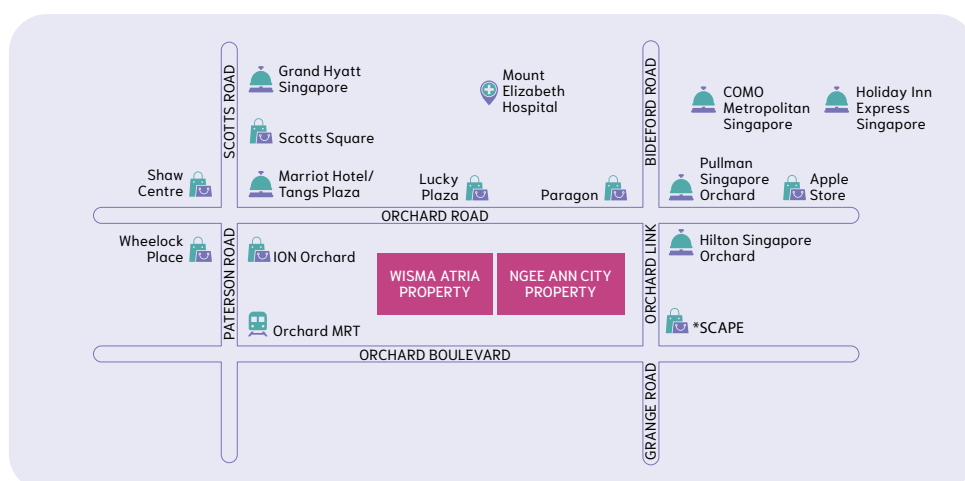 SCOTTS ROAD
Grand Hyatt
Singapore
Scotts Square
Marriot Hotel/
Tangs Plaza
Shaw
Centre
Mount
Elizabeth
Hospital
Lucky
Plaza
Paragon
BIDEFORD ROAD
COMO
Metropolitan
Singapore
Holiday Inn
Express
Singapore
Pullman
Singapore
Orchard
Apple
Store
ORCHARD ROAD
Wheelock
Place
PATERSON ROAD
ION Orchard
Orchard MRT
WISMA ATRIA
PROPERTY
NGEE ANN CITY
PROPERTY
ORCHARD LINK
Hilton Singapore
Orchard
*SCAPE
ORCHARD BOULEVARD
GRANGE ROAD